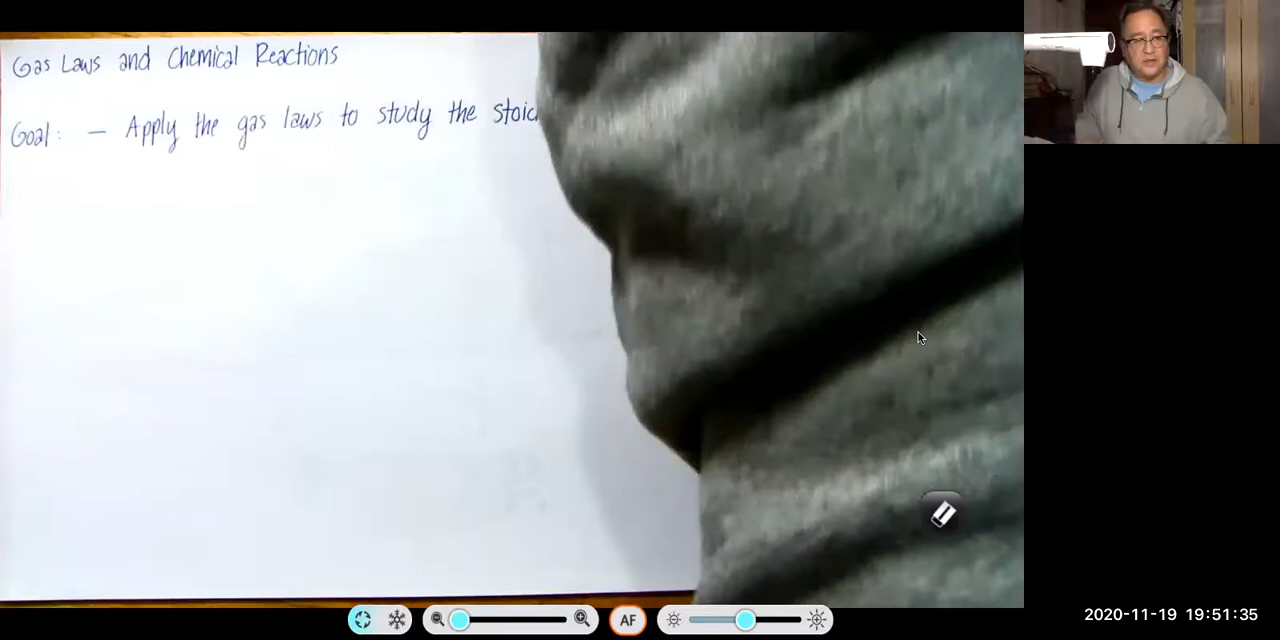 Gas Laws and Chemical Reactions
Goal: — Apply the gas laws to study the stoic
AF
2020-11-19 19:51:35